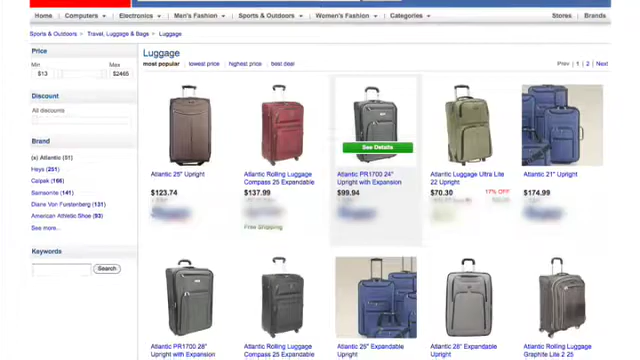 Home Computers Electronics Men's Fashion Sports & Outdoors Women's Fashion Categories Stores Brands
Sports & Outdoors Travel, Luggage & Bags Luggage
Price
Min Max
$13 $2465
Discount
All discounts
Brand
(x) Atlantic (51)
Heys (251)
Calpak (166)
Samsonite (141)
Diane Von Furstenberg (131)
American Athletic Shoe (93)
See more...
Keywords
Search
Luggage
most popular lowest price highest price best deal
Prev | 1 | 2 | Next
See Details
Atlantic 25" Upright
$123.74
Atlantic Rolling Luggage
Compass 25 Expandable
$137.99
Free Shipping
Atlantic PR1700 24"
Upright with Expansion
$99.94
Atlantic Luggage Ultra Lite
22 Upright
$70.30
17% OFF
Atlantic 21" Upright
$174.99
Atlantic PR1700 28"
Upright with Expansion
Atlantic Rolling Luggage
Compass 25 Expandable
Atlantic 25" Expandable
Upright
Atlantic 28" Expandable
Upright
Atlantic Rolling Luggage
Graphite Lite 2 25